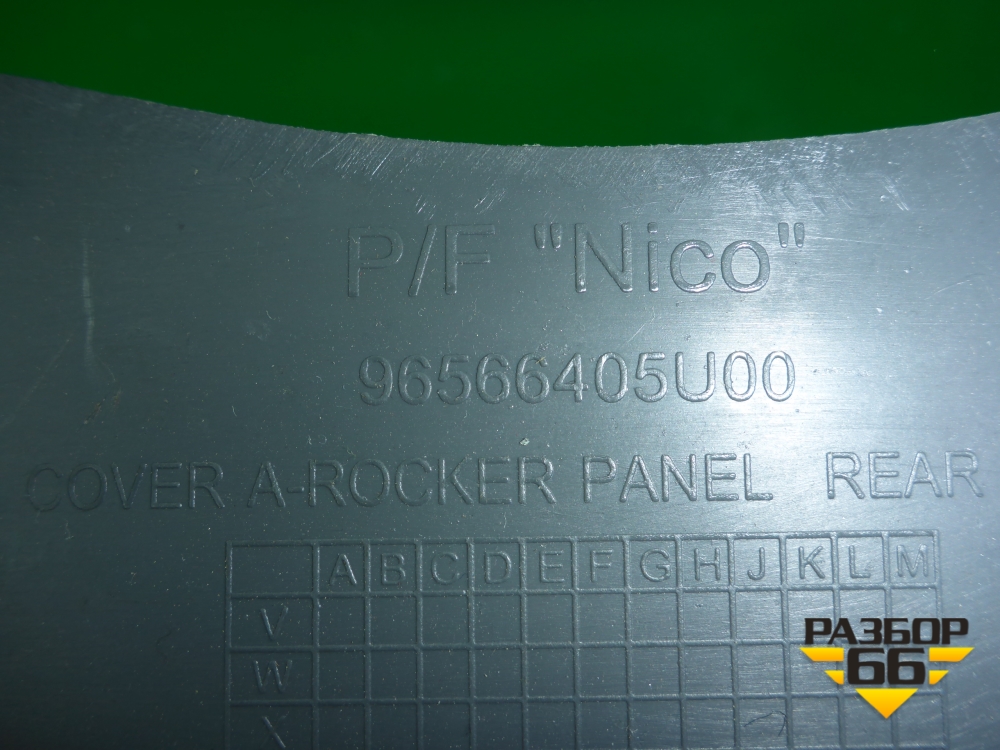 P/F "Nico"
96566405U00
COVER A-ROCKER PANEL REAR
A B C D E F G H J K L M
V
W
X
РАЗБОР
66